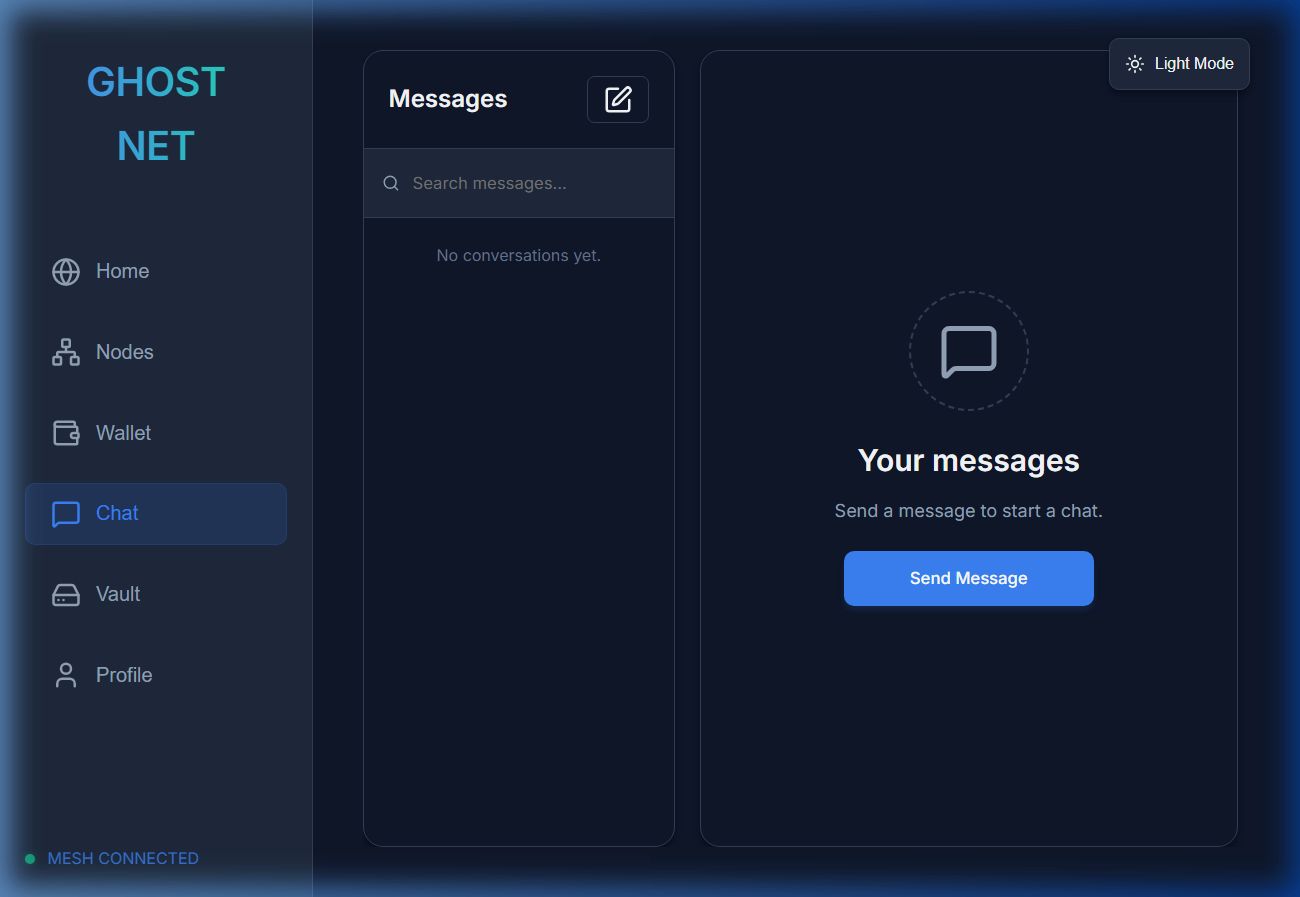 GHOST
NET
Home
Nodes
Wallet
Chat
Vault
Profile
MESH CONNECTED
Messages
Search messages...
No conversations yet.
Light Mode
Your messages
Send a message to start a chat.
Send Message